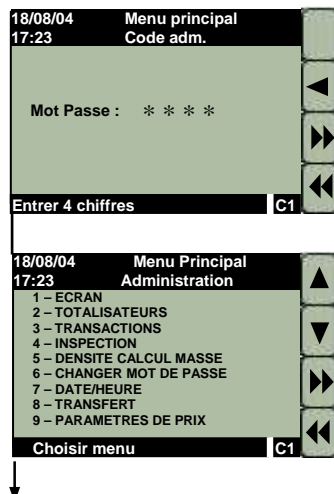 18/08/04 Menu principal
17:23 Code adm.
Mot Passe : ****
Entrer 4 chiffres C1
18/08/04 Menu Principal
17:23 Administration
1 – ECRAN
2 – TOTALISATEURS
3 – TRANSACTIONS
4 – INSPECTION
5 – DENSITE CALCUL MASSE
6 – CHANGER MOT DE PASSE
7 – DATE/HEURE
8 – TRANSFERT
9 – PARAMETRES DE PRIX
Choisir menu C1